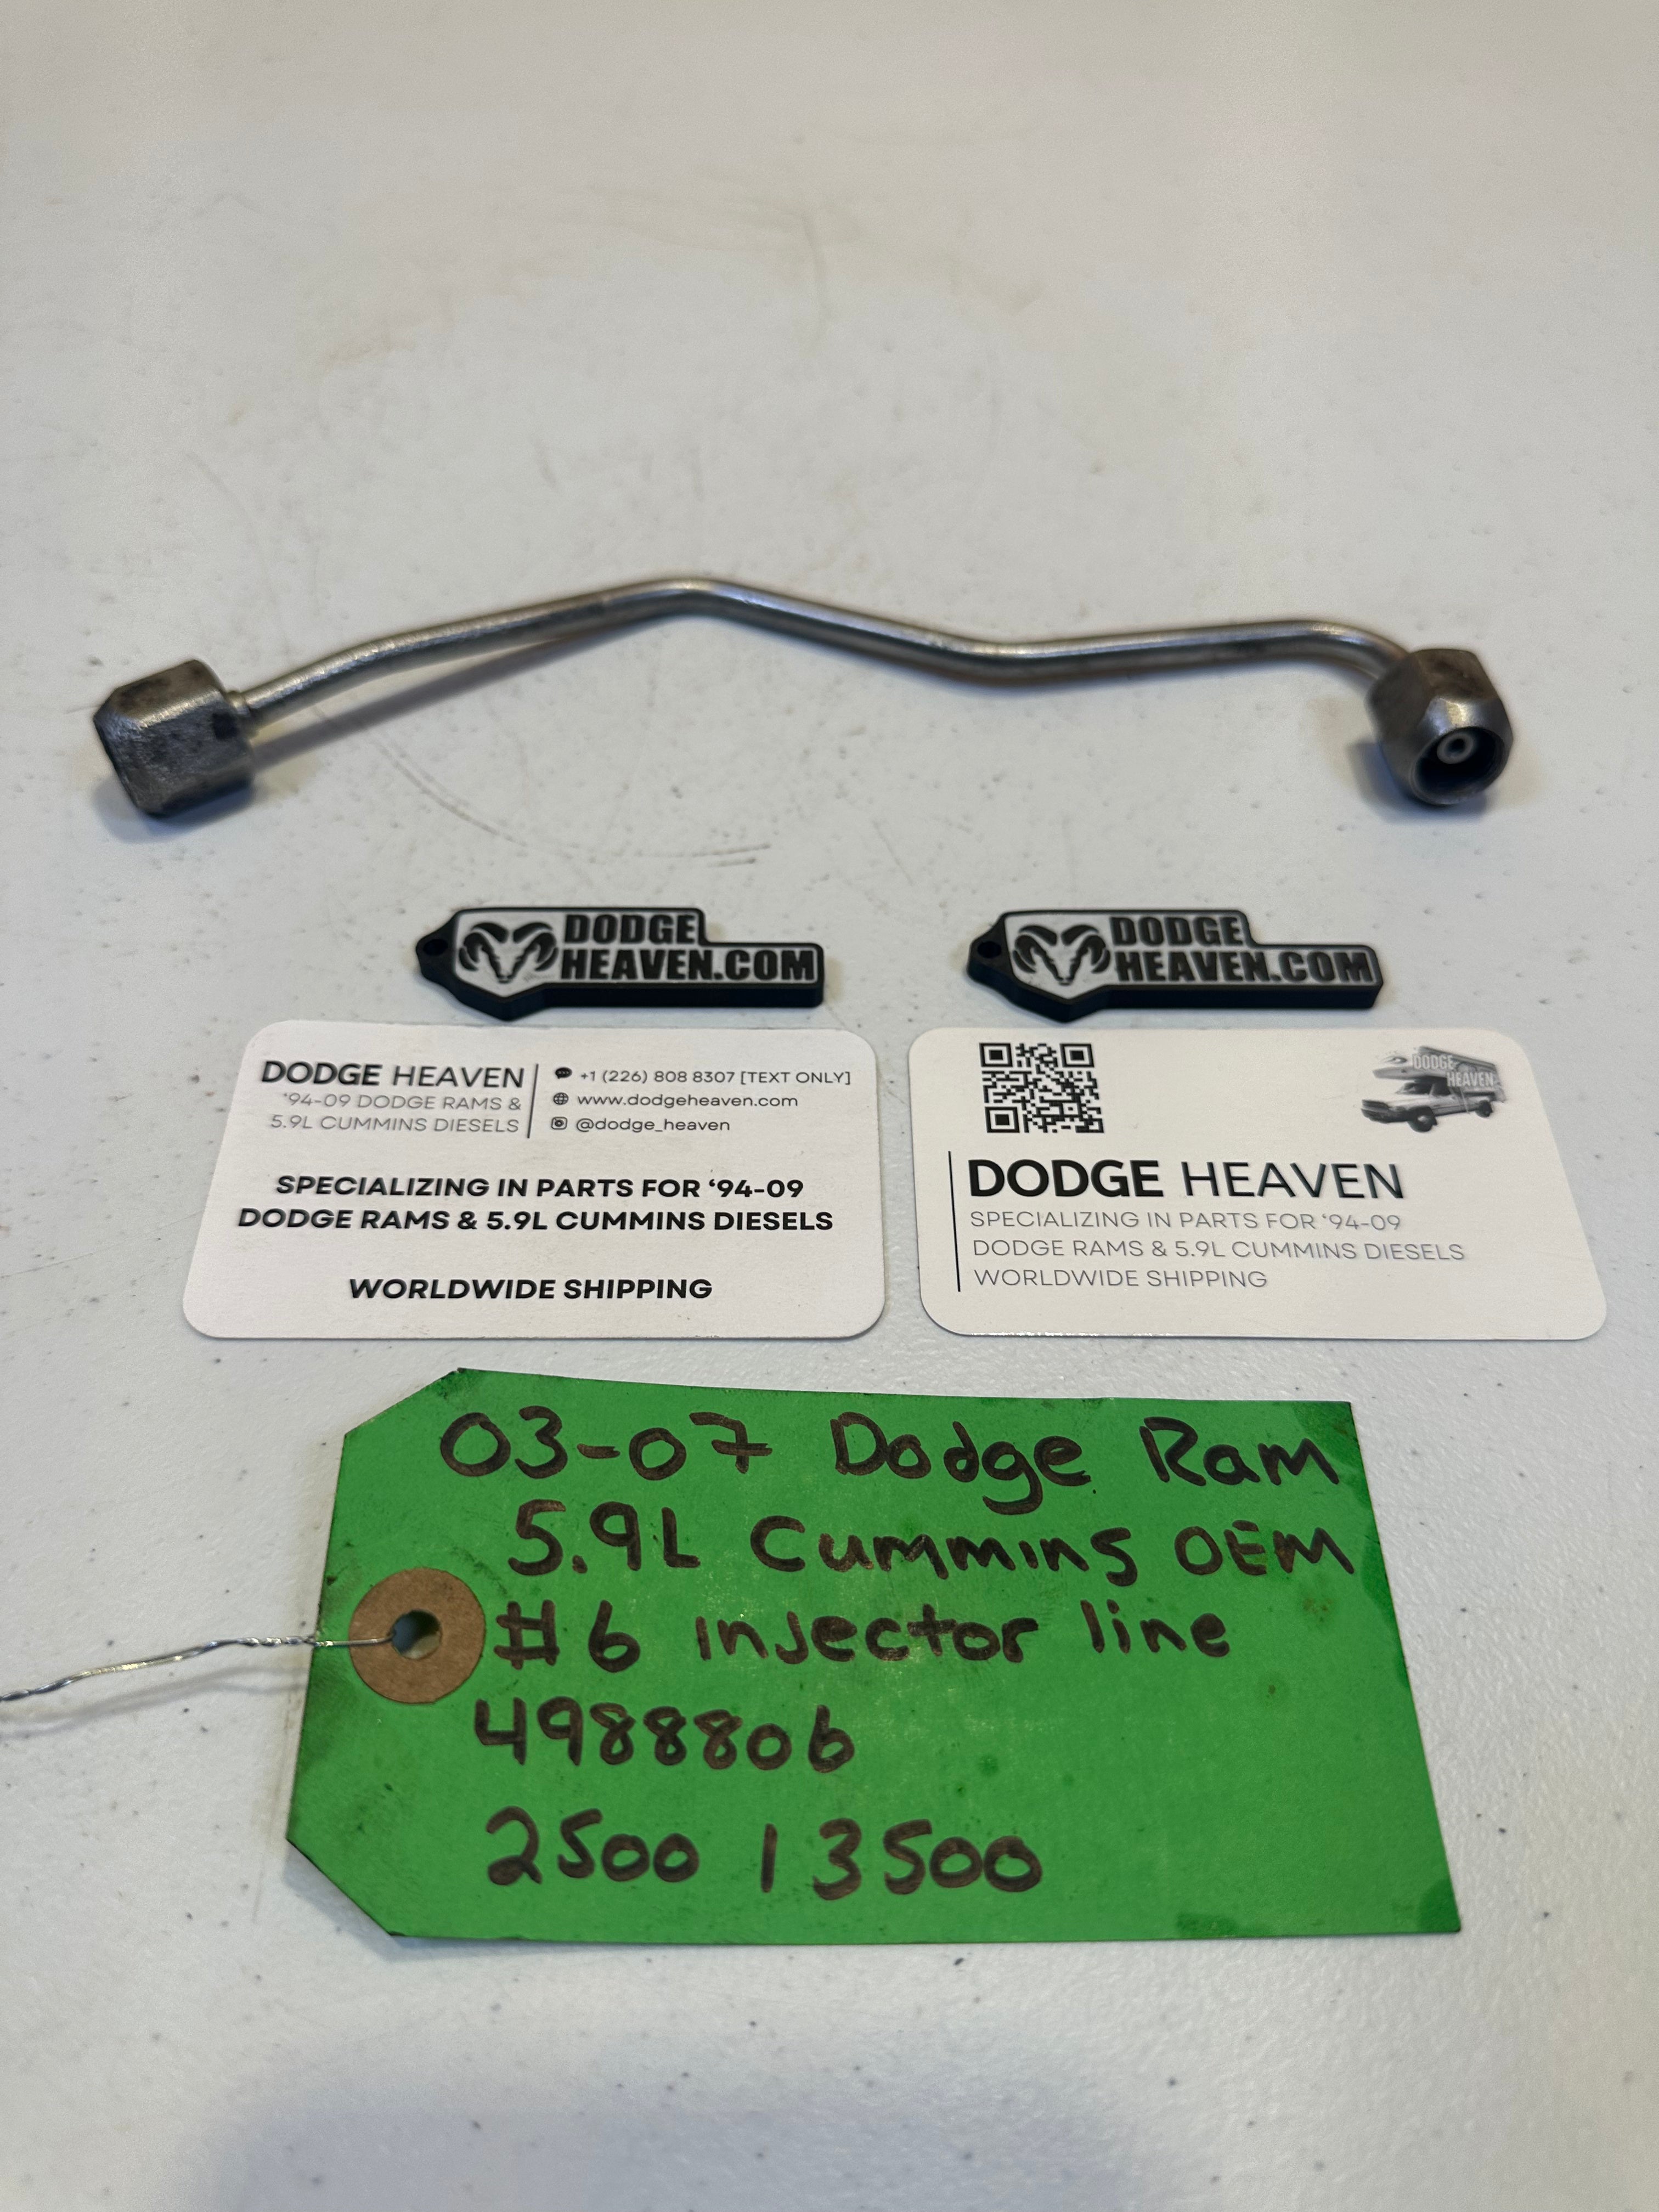 DODGE
HEAVEN.COM
DODGE
HEAVEN.COM
DODGE HEAVEN
'94-09 DODGE RAMS &
5.9L CUMMINS DIESELS
+1 (226) 808 8307 [TEXT ONLY]
www.dodgeheaven.com
@dodge_heaven
SPECIALIZING IN PARTS FOR '94-09
DODGE RAMS & 5.9L CUMMINS DIESELS
WORLDWIDE SHIPPING
DODGE
HEAVEN
DODGE HEAVEN
SPECIALIZING IN PARTS FOR '94-09
DODGE RAMS & 5.9L CUMMINS DIESELS
WORLDWIDE SHIPPING
03-07 Dodge Ram
5.9L Cummins OEM
#6 injector line
4988806
2500 | 3500